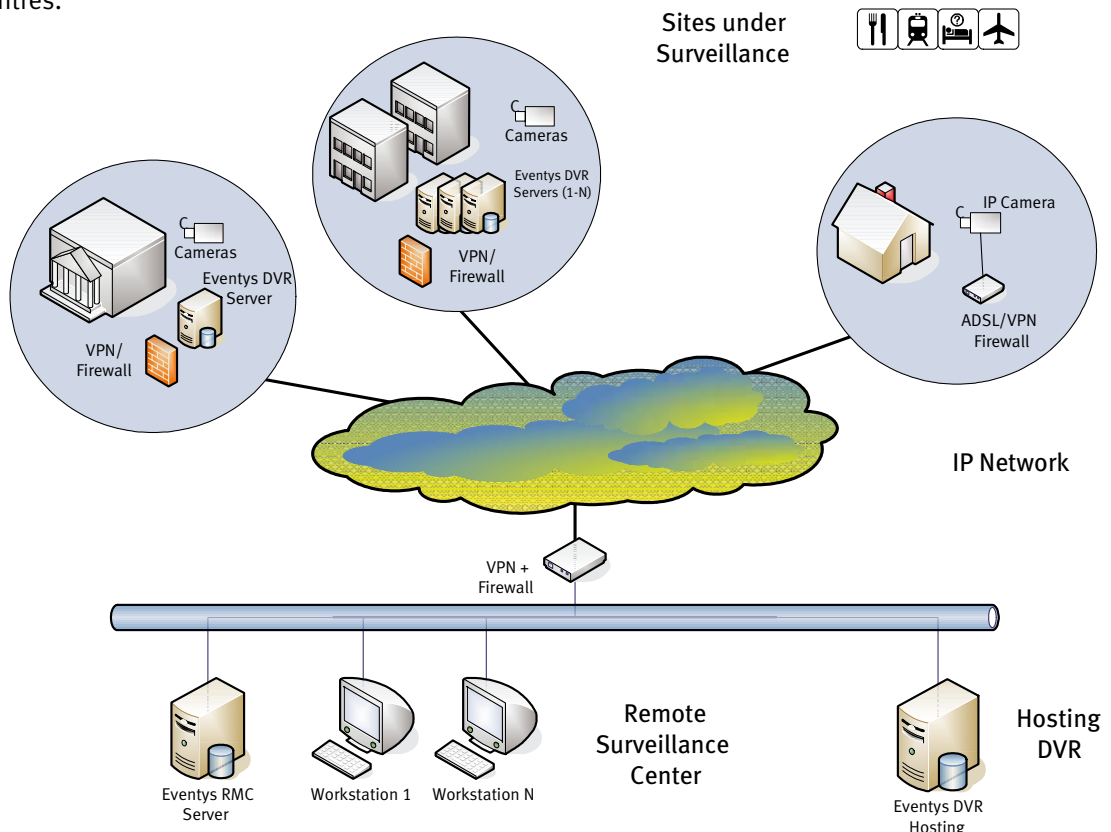 ntres.
Sites under
Surveillance
?
C
Cameras
Eventys DVR
Servers (1-N)
VPN/
Firewall
C
Cameras
Eventys DVR
Server
VPN/
Firewall
C
IP Camera
ADSL/VPN
Firewall
IP Network
VPN +
Firewall
Eventys RMC
Server
Workstation 1
Workstation N
Remote
Surveillance
Center
Eventys DVR
Hosting
Hosting
DVR